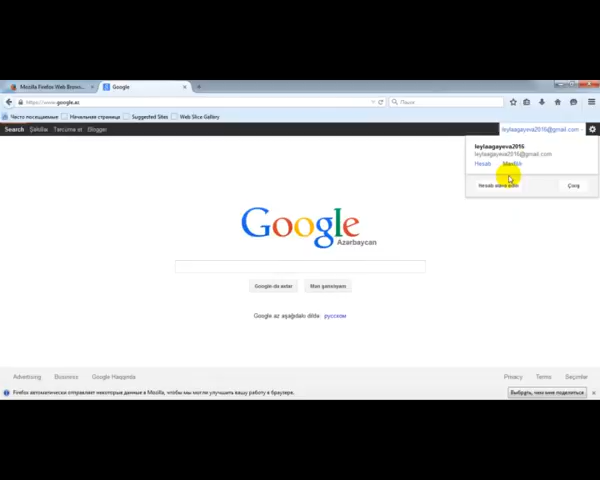 Mozilla Firefox Web Brows...
Google
https://www.google.az
Поиск
Часто посещаемые
Начальная страница
Suggested Sites
Web Slice Gallery
Search Şəkillər Tərcümə et Blogger
leylaagayeva2016@gmail.com
leylaagayeva2016
leylaagayeva2016@gmail.com
Hesab Məxfilik
Hesab əlavə edin
Çıxış
Google
Azərbaycan
Google-da axtar
Mən şanslıyam
Google.az aşağıdakı dildə: русском
Advertising Business Google Haqqında
Privacy Terms Seçimlər
Firefox автоматически отправляет некоторые данные в Mozilla, чтобы мы могли улучшить вашу работу в браузере.
Выбрать, чем мне поделиться